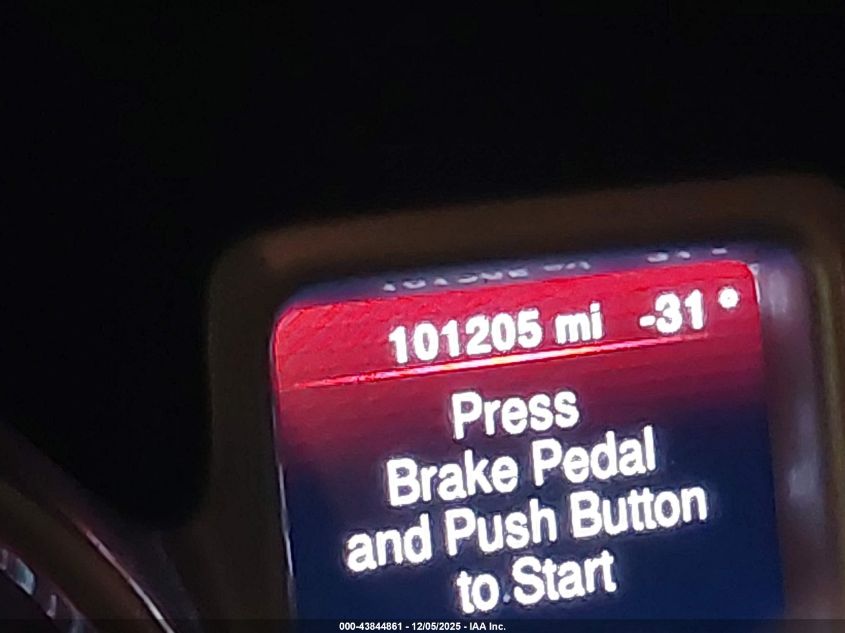 101205 mi -31°
Press
Brake Pedal
and Push Button
to Start
000-43844861 - 12/05/2025 - IAA Inc.